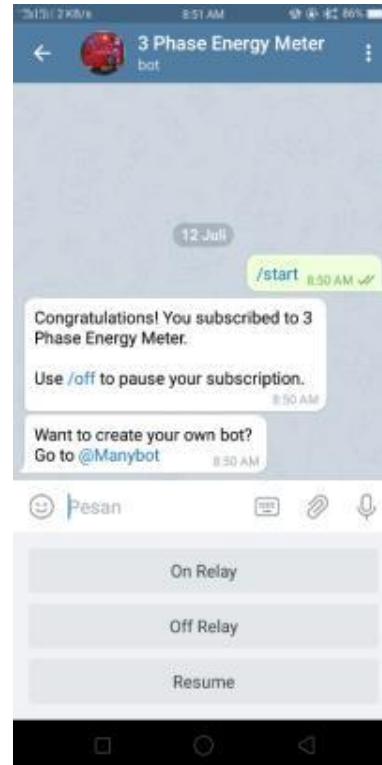 8:51 AM
86%
3 Phase Energy Meter
bot
12 Juli
/start 8:50 AM
Congratulations! You subscribed to 3
Phase Energy Meter.
Use /off to pause your subscription.
8:50 AM
Want to create your own bot?
Go to @Manybot 8:50 AM
Pesan
On Relay
Off Relay
Resume